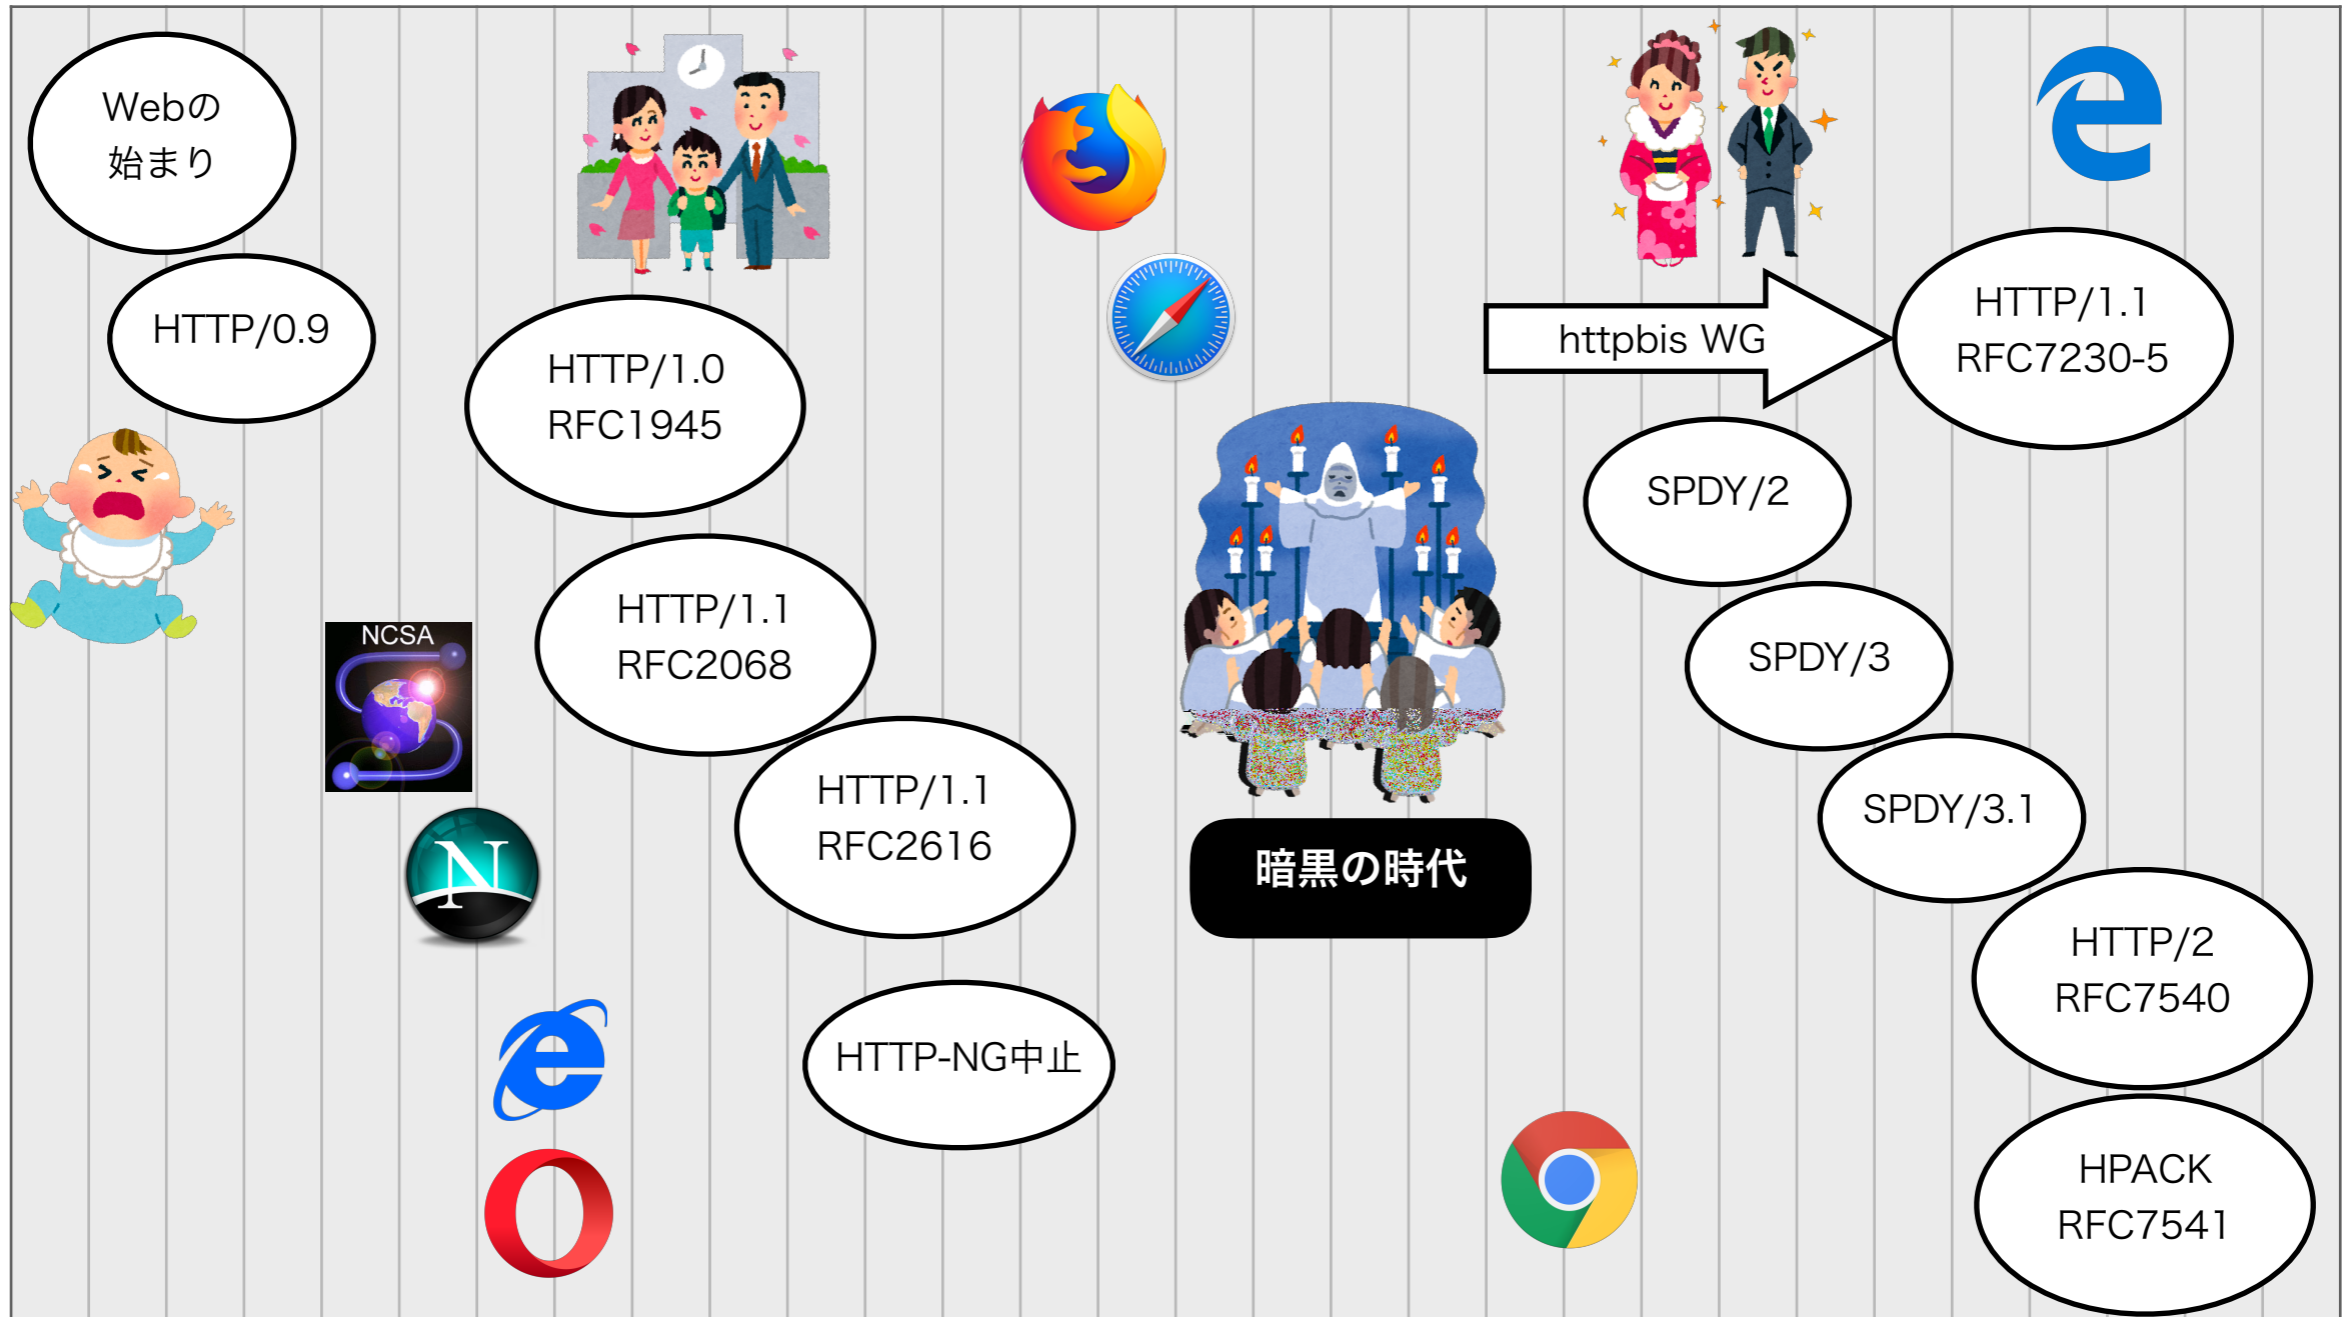 Webの
始まり
HTTP/0.9
HTTP/1.0
RFC1945
HTTP/1.1
RFC2068
NCSA
N
HTTP/1.1
RFC2616
HTTP-NG中止
暗黒の時代
httpbis WG
HTTP/1.1
RFC7230-5
SPDY/2
SPDY/3
SPDY/3.1
HTTP/2
RFC7540
HPACK
RFC7541